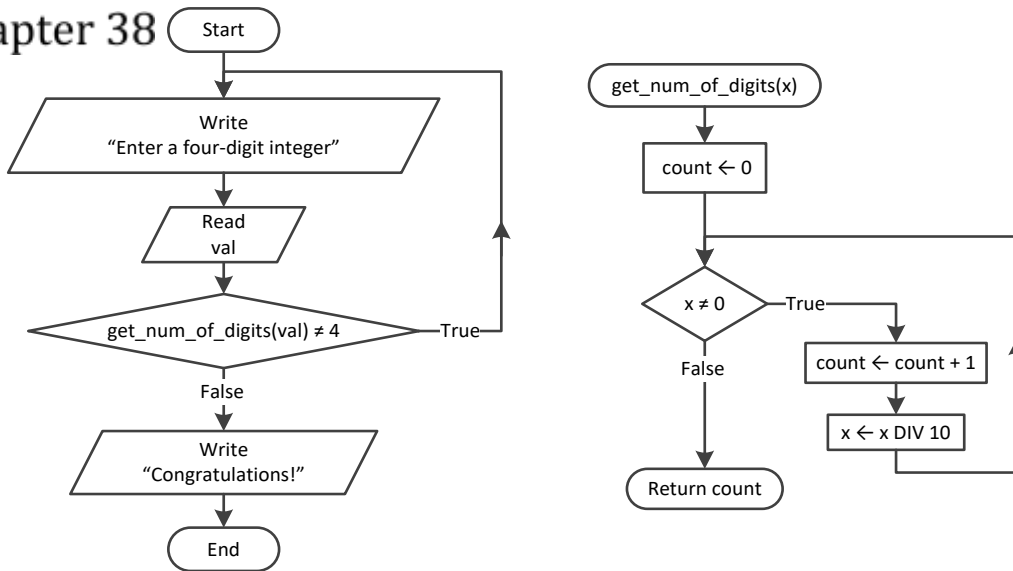 apter 38
Start
Write
“Enter a four-digit integer”
Read
val
get_num_of_digits(val) ≠ 4
True
False
Write
“Congratulations!”
End
get_num_of_digits(x)
count ← 0
x ≠ 0
True
False
count ← count + 1
x ← x DIV 10
Return count